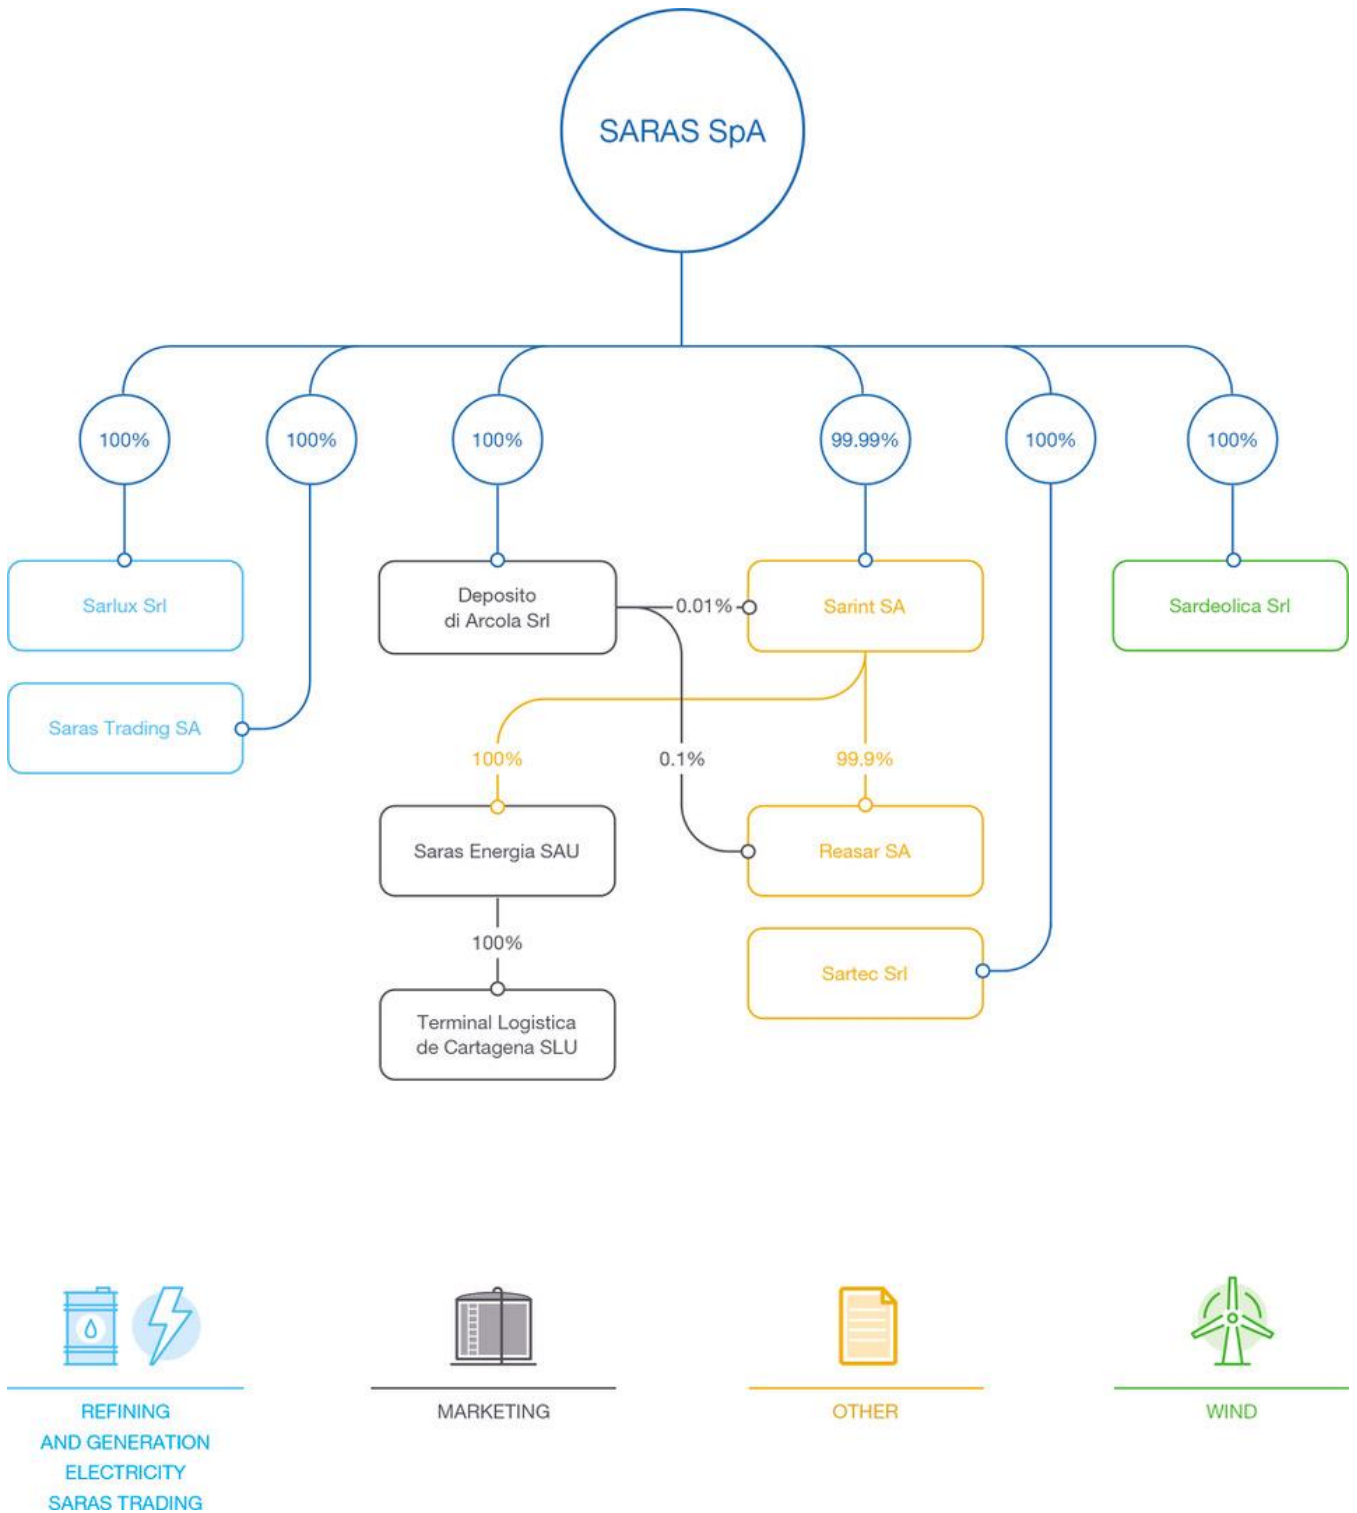 SARAS SpA
100%
100%
100%
99.99%
100%
100%
Sarlux Srl
Deposito
di Arcola Srl
0.01%
Sarint SA
Sardeolica Srl
Saras Trading SA
100%
0.1%
99.9%
Saras Energia SAU
Reasar SA
100%
Sartec Srl
Terminal Logistica
de Cartagena SLU
REFINING
AND GENERATION
ELECTRICITY
SARAS TRADING
MARKETING
OTHER
WIND